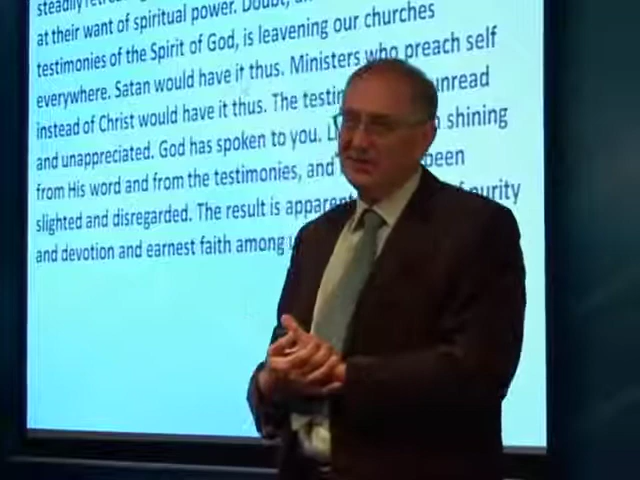 steadily
at their want of spiritual power. Doubt,
testimonies of the Spirit of God, is leavening our churches
everywhere. Satan would have it thus. Ministers who preach self
instead of Christ would have it thus. The unread
and unappreciated. God has spoken to you. shining
from His word and from the testimonies, and been
slighted and disregarded. The result is of purity
and devotion and earnest faith among